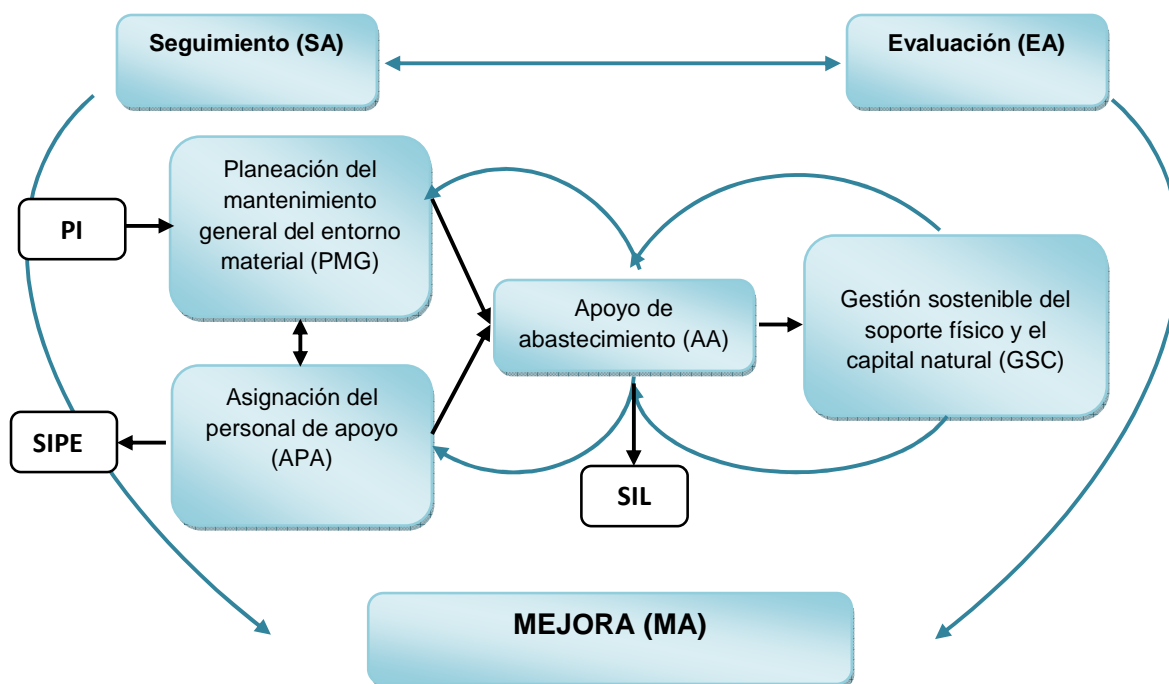 Seguimiento (SA)
Evaluación (EA)
Planeación del
mantenimiento
general del entorno
material (PMG)
PI
Apoyo de
abastecimiento (AA)
Gestión sostenible del
soporte físico y el
capital natural (GSC)
Asignación del
personal de apoyo
(APA)
SIPE
SIL
MEJORA (MA)